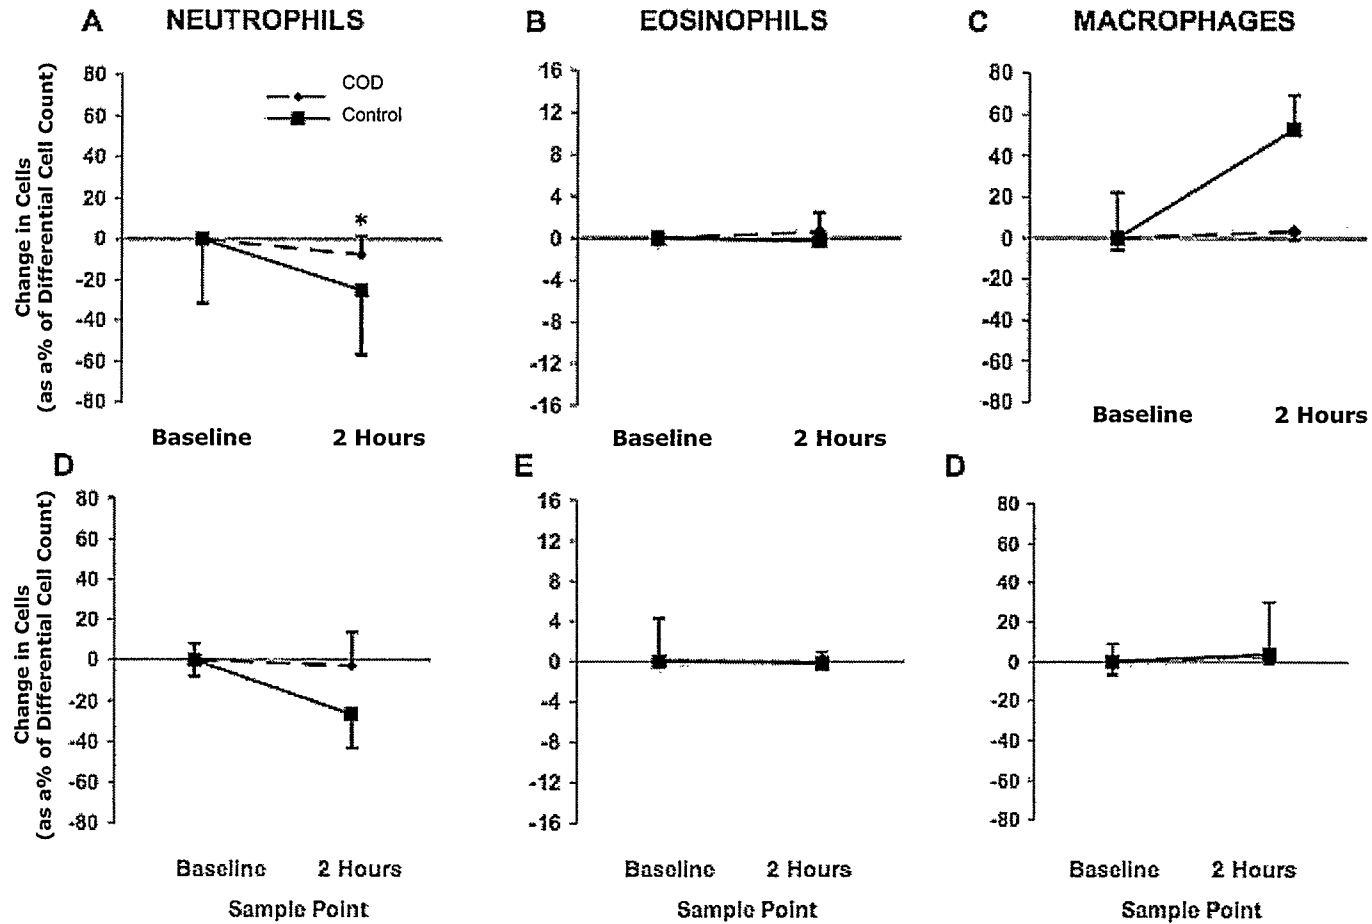 A NEUTROPHILS
B EOSINOPHILS
C MACROPHAGES
Change in Cells
(as a% of Differential Cell Count)
80
60
40
20
0
-20
-40
-60
-80
COD
Control
*
Baseline 2 Hours
16
12
8
4
0
-4
-8
-12
-16
Baseline 2 Hours
80
60
40
20
0
-20
-40
-60
-80
Baseline 2 Hours
D
Change in Cells
(as a% of Differential Cell Count)
80
60
40
20
0
-20
-40
-60
-80
Baseline 2 Hours
Sample Point
E
16
12
8
4
0
-4
-8
-12
-16
Baseline 2 Hours
Sample Point
D
80
60
40
20
0
-20
-40
-60
-80
Baseline 2 Hours
Sample Point